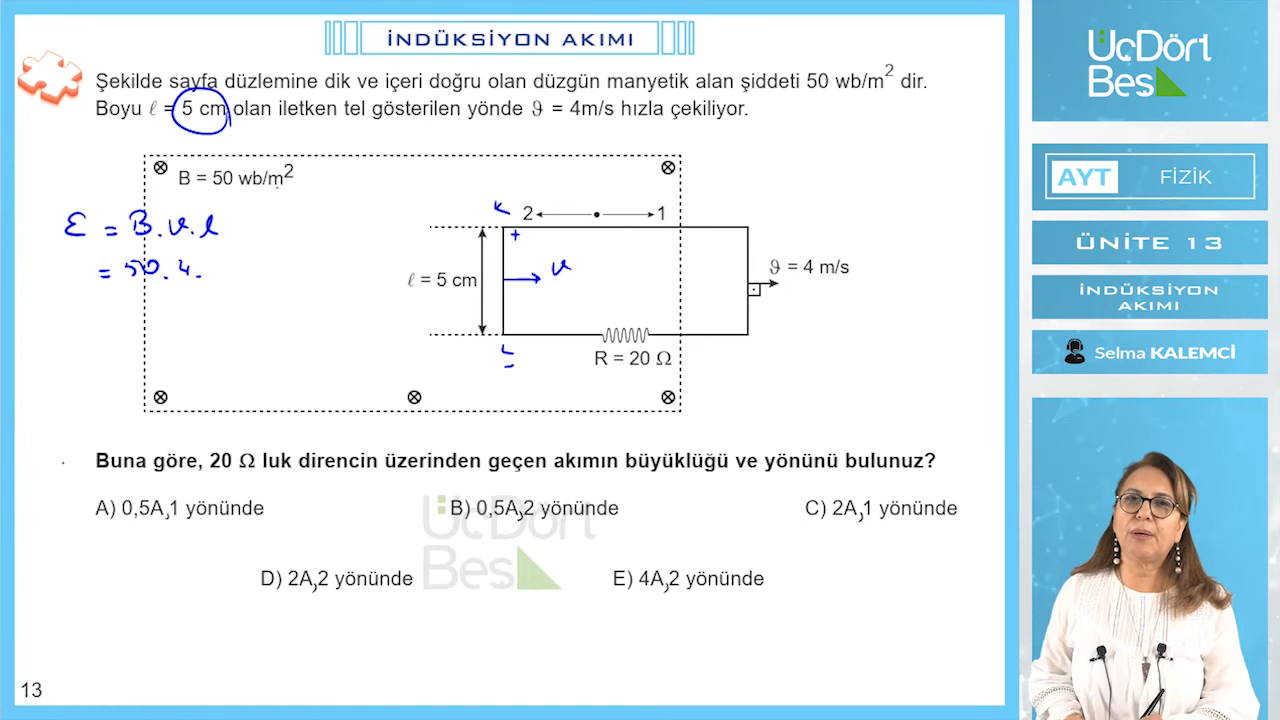 İNDÜKSİYON AKIMI
Şekilde sayfa düzlemine dik ve içeri doğru olan düzgün manyetik alan şiddeti 50 wb/m² dir.
Boyu ℓ = 5 cm olan iletken tel gösterilen yönde ϑ = 4m/s hızla çekiliyor.
B = 50 wb/m²
ε = B.v.l
= 50.4.
K
2
1
+
ℓ = 5 cm
v
ϑ = 4 m/s
L
-
R = 20 Ω
Buna göre, 20 Ω luk direncin üzerinden geçen akımın büyüklüğü ve yönünü bulunuz?
A) 0,5A,1 yönünde
B) 0,5A,2 yönünde
C) 2A,1 yönünde
D) 2A,2 yönünde
E) 4A,2 yönünde
ÜçDört
Beş
13
ÜçDört
Beş
AYT FİZİK
ÜNİTE 13
İNDÜKSİYON
AKIMI
Selma KALEMCİ